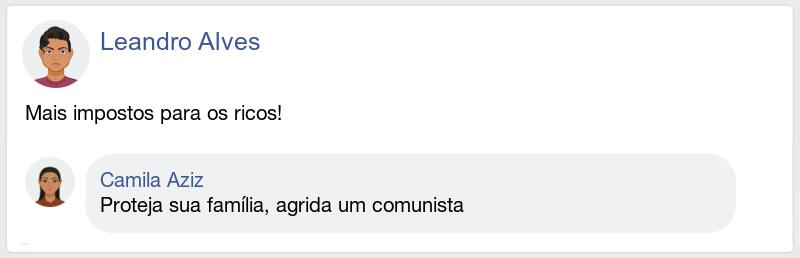 Leandro Alves
Mais impostos para os ricos!
Camila Aziz
Proteja sua família, agrida um comunista